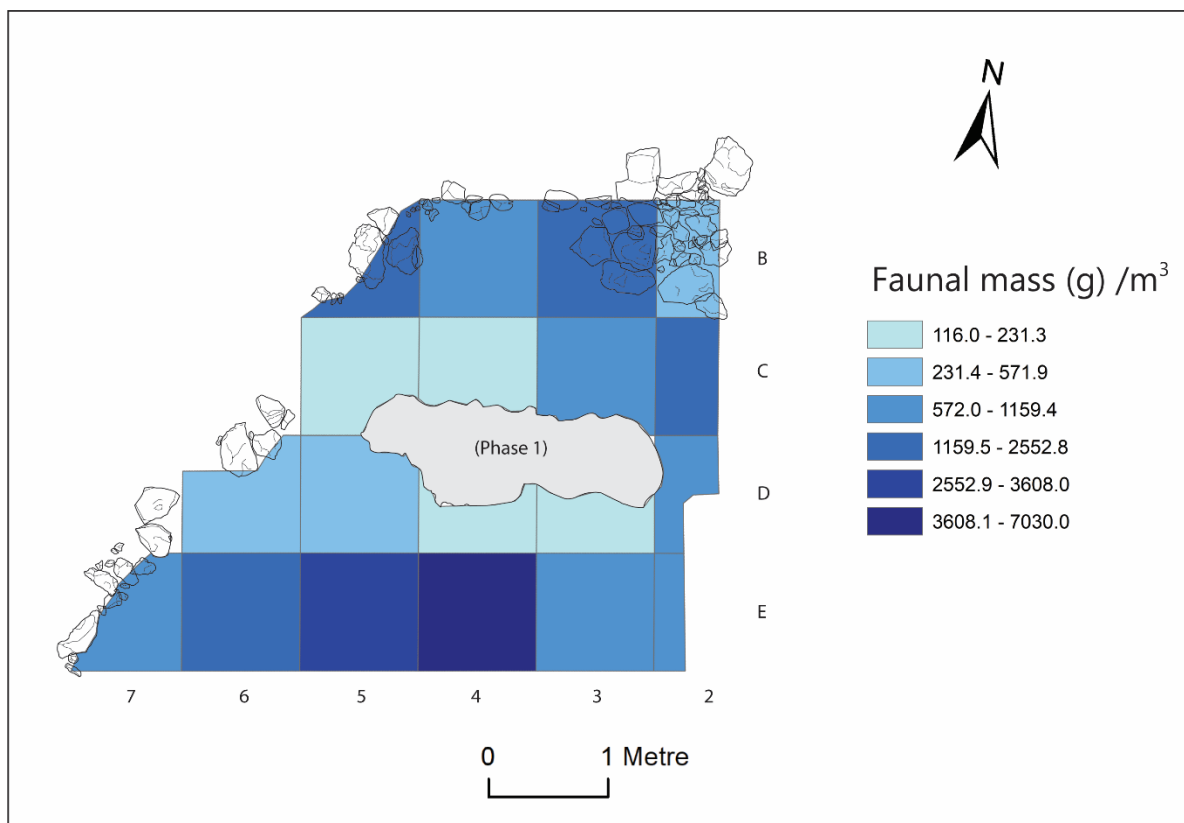 N
B
Faunal mass (g) /m³
116.0 - 231.3
C
231.4 - 571.9
572.0 - 1159.4
(Phase 1)
1159.5 - 2552.8
D
2552.9 - 3608.0
3608.1 - 7030.0
E
7 6 5 4 3 2
0 1 Metre